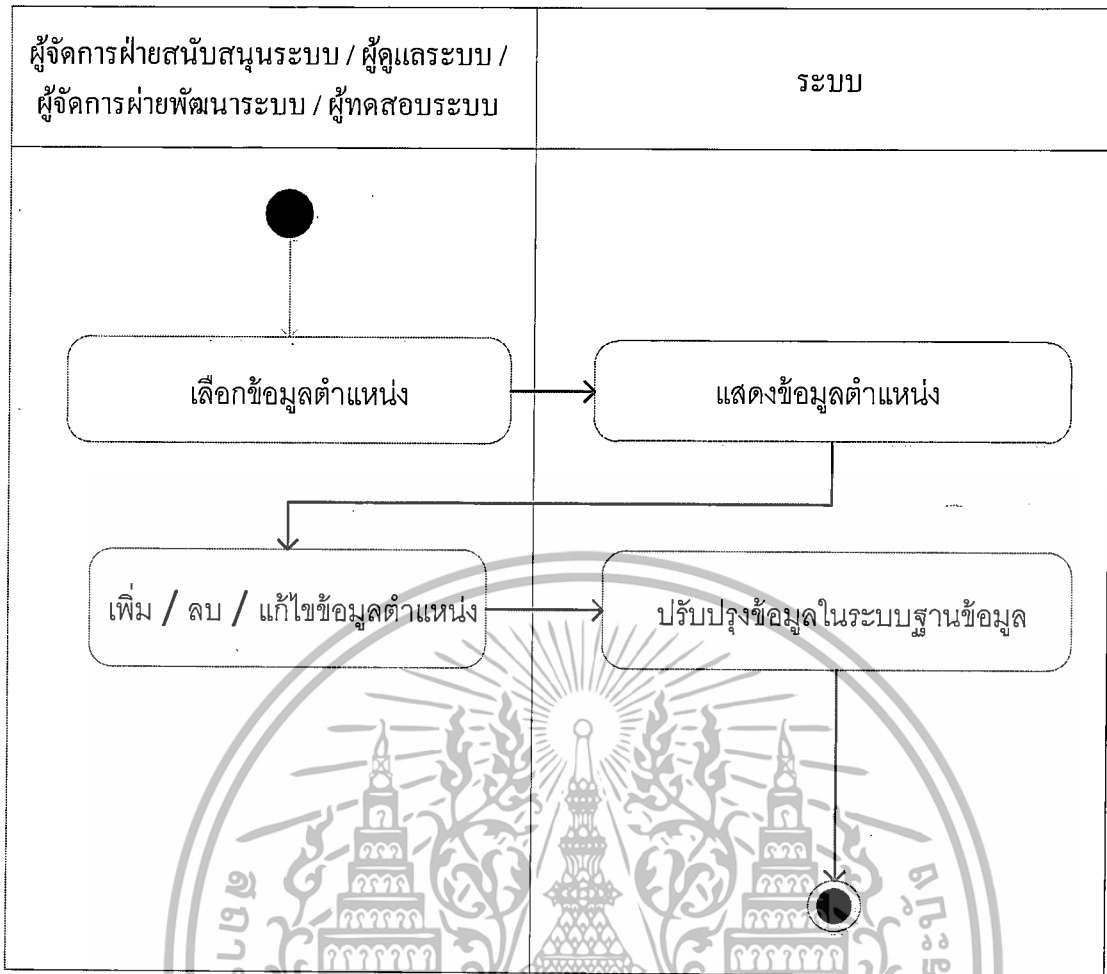 ผู้จัดการฝ่ายสนับสนุนระบบ / ผู้ดูแลระบบ /
ผู้จัดการผ่ายพัฒนาระบบ / ผู้ทดสอบระบบ
ระบบ
เลือกข้อมูลตำแหน่ง
แสดงข้อมูลตำแหน่ง
เพิ่ม / ลบ / แก้ไขข้อมูลตำแหน่ง
ปรับปรุงข้อมูลในระบบฐานข้อมูล